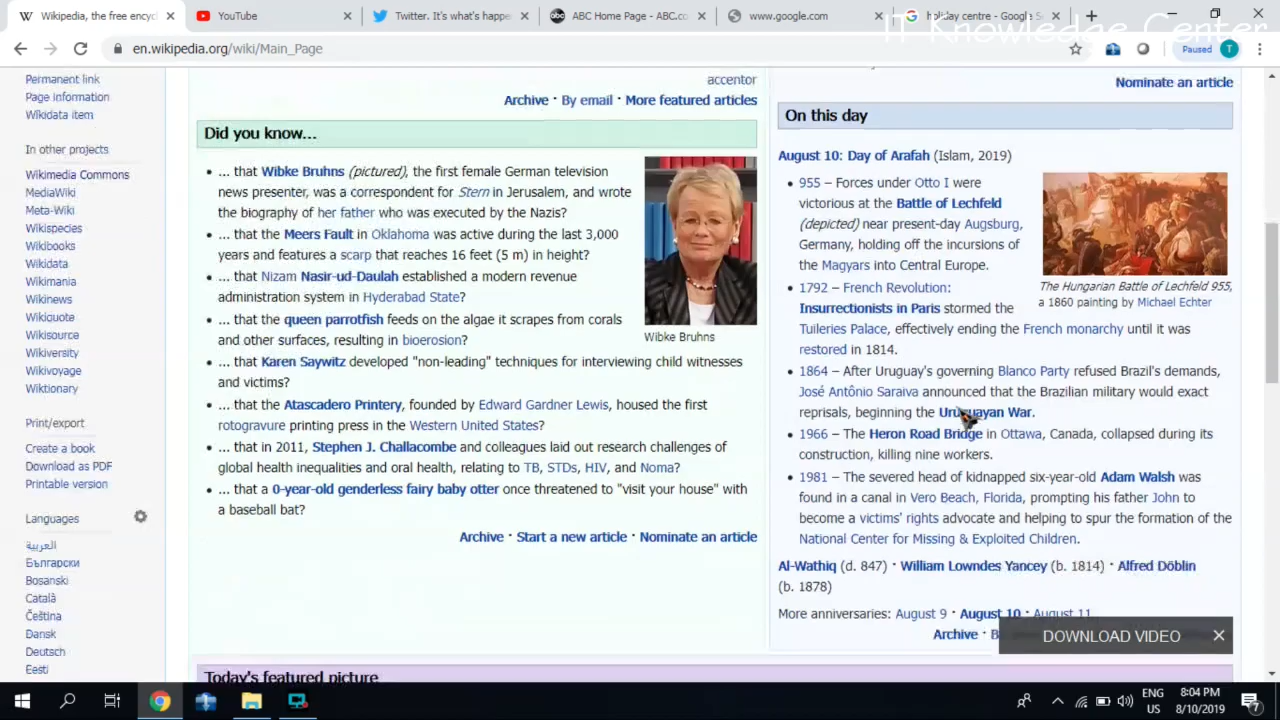 Wikipedia, the free encyc
YouTube
Twitter. It's what's happe
ABC Home Page - ABC.co
www.google.com
holiday centre - Google S
IT Knowledge Center
en.wikipedia.org/wiki/Main_Page
Paused
T
Permanent link
Page information
Wikidata item
In other projects
Wikimedia Commons
MediaWiki
Meta-Wiki
Wikispecies
Wikibooks
Wikidata
Wikimania
Wikinews
Wikiquote
Wikisource
Wikiversity
Wikivoyage
Wiktionary
Print/export
Create a book
Download as PDF
Printable version
Languages
العربية
Български
Bosanski
Català
Čeština
Dansk
Deutsch
Eesti
accentor
Archive · By email · More featured articles
Did you know...
... that Wibke Bruhns (pictured), the first female German television
news presenter, was a correspondent for Stern in Jerusalem, and wrote
the biography of her father who was executed by the Nazis?
... that the Meers Fault in Oklahoma was active during the last 3,000
years and features a scarp that reaches 16 feet (5 m) in height?
... that Nizam Nasir-ud-Daulah established a modern revenue
administration system in Hyderabad State?
... that the queen parrotfish feeds on the algae it scrapes from corals
and other surfaces, resulting in bioerosion?
Wibke Bruhns
... that Karen Saywitz developed "non-leading" techniques for interviewing child witnesses
and victims?
... that the Atascadero Printery, founded by Edward Gardner Lewis, housed the first
rotogravure printing press in the Western United States?
... that in 2011, Stephen J. Challacombe and colleagues laid out research challenges of
global health inequalities and oral health, relating to TB, STDs, HIV, and Noma?
... that a 0-year-old genderless fairy baby otter once threatened to "visit your house" with
a baseball bat?
Archive · Start a new article · Nominate an article
Nominate an article
On this day
August 10: Day of Arafah (Islam, 2019)
955 – Forces under Otto I were
victorious at the Battle of Lechfeld
(depicted) near present-day Augsburg,
Germany, holding off the incursions of
the Magyars into Central Europe.
The Hungarian Battle of Lechfeld 955,
a 1860 painting by Michael Echter
1792 – French Revolution:
Insurrectionists in Paris stormed the
Tuileries Palace, effectively ending the French monarchy until it was
restored in 1814.
1864 – After Uruguay's governing Blanco Party refused Brazil's demands,
José Antônio Saraiva announced that the Brazilian military would exact
reprisals, beginning the Uruguayan War.
1966 – The Heron Road Bridge in Ottawa, Canada, collapsed during its
construction, killing nine workers.
1981 – The severed head of kidnapped six-year-old Adam Walsh was
found in a canal in Vero Beach, Florida, prompting his father John to
become a victims' rights advocate and helping to spur the formation of the
National Center for Missing & Exploited Children.
Al-Wathiq (d. 847) · William Lowndes Yancey (b. 1814) · Alfred Döblin
(b. 1878)
More anniversaries: August 9 · August 10 · August 11
Archive · B
DOWNLOAD VIDEO
Today's featured picture
ENG
US
8:04 PM
8/10/2019
7